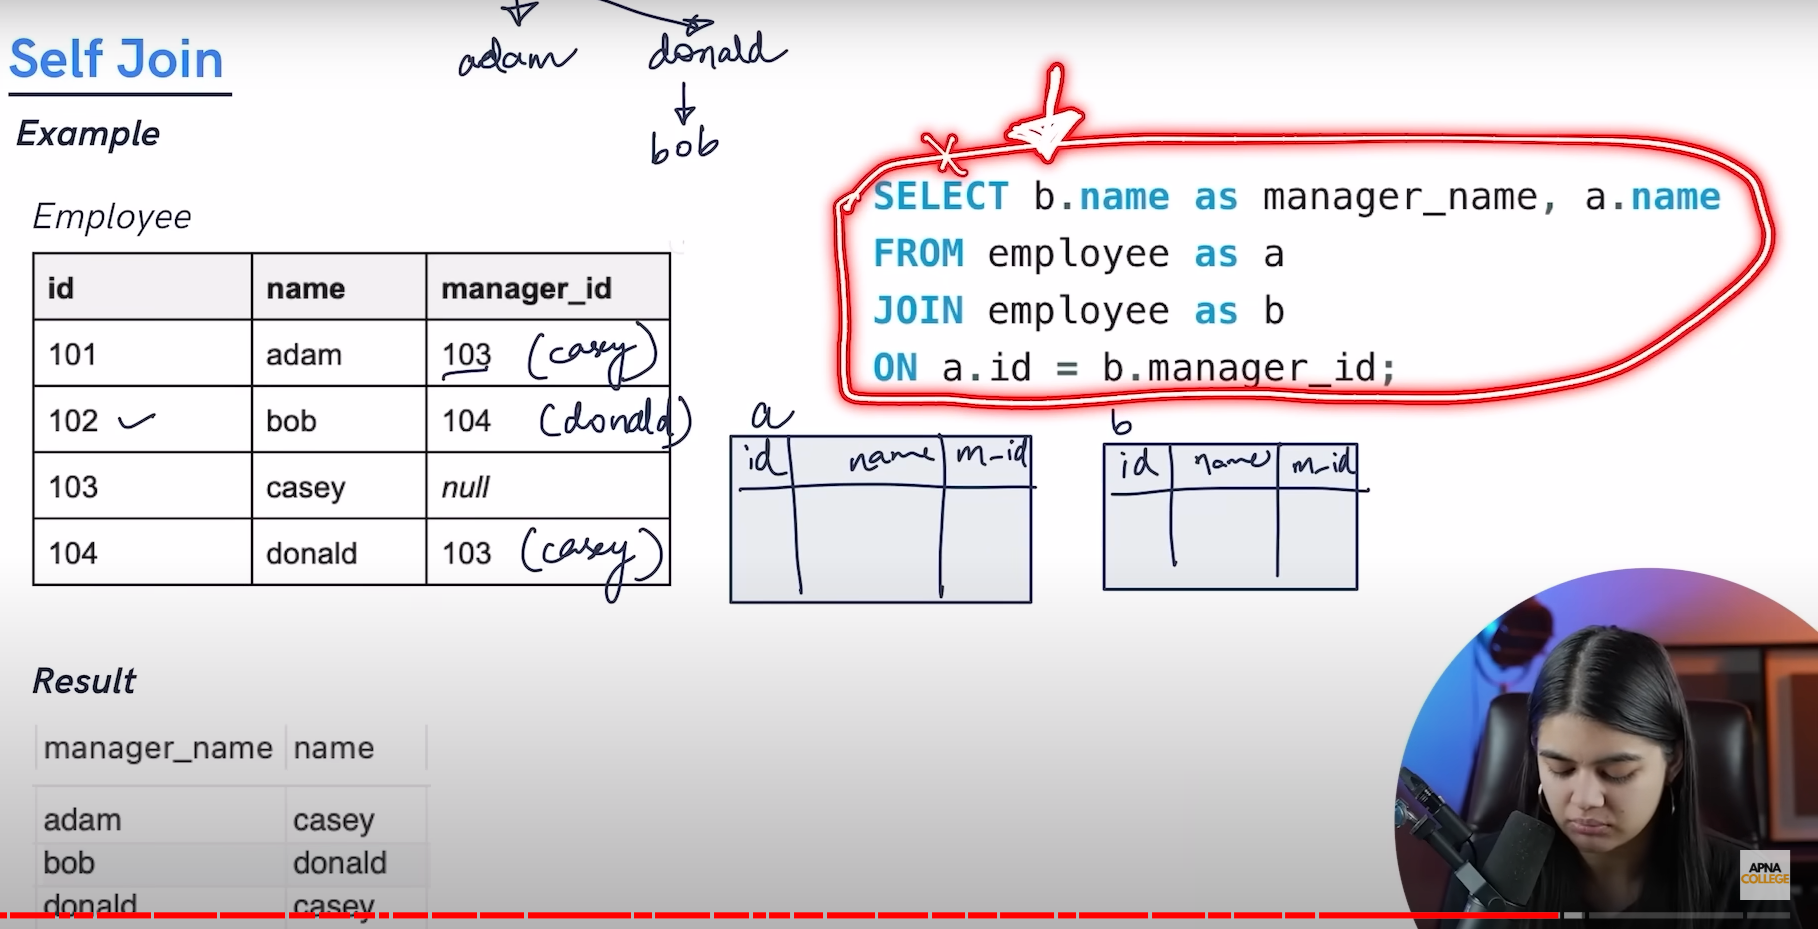 Self Join
adam
donald
bob
Example
SELECT b.name as manager_name, a.name
FROM employee as a
JOIN employee as b
ON a.id = b.manager_id;
Employee
id name manager_id
101 adam 103 (casey)
102 bob 104 (donald)
103 casey null
104 donald 103 (casey)
a
id name m-id
b
id name m-id
Result
manager_name name
adam casey
bob donald
donald casey
APNA
COLLEGE